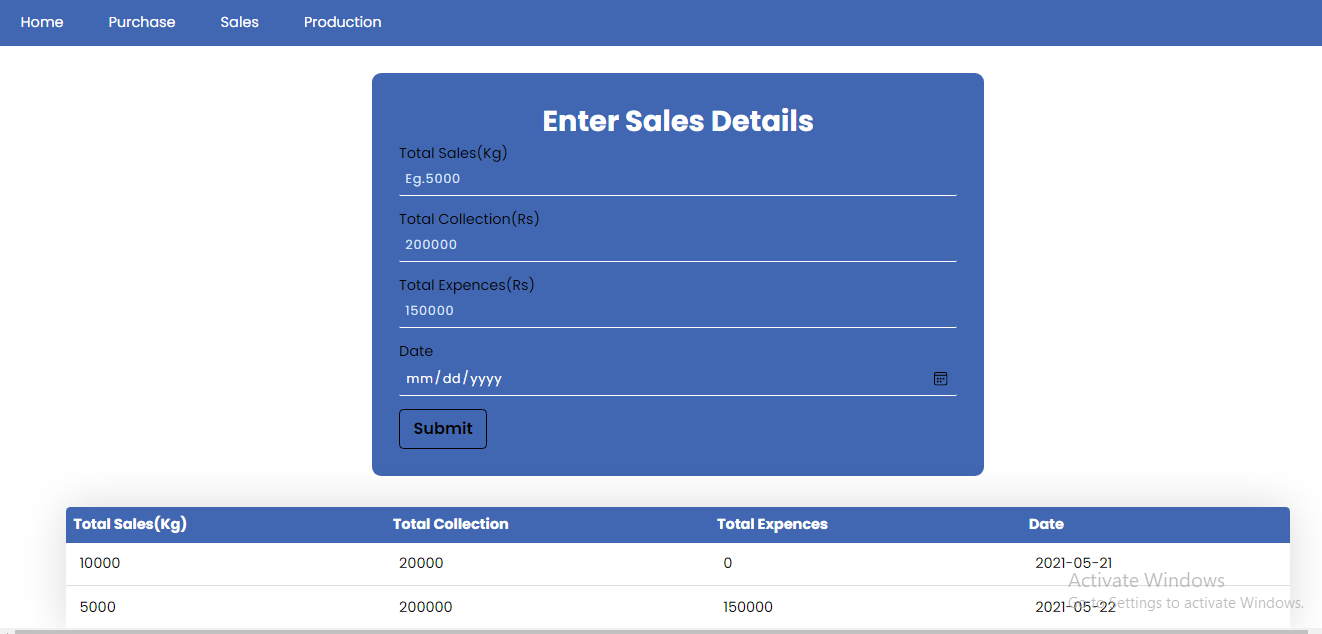 Home Purchase Sales Production
Enter Sales Details
Total Sales(Kg)
Eg.5000
Total Collection(Rs)
200000
Total Expences(Rs)
150000
Date
mm/dd/yyyy
Submit
Total Sales(Kg) Total Collection Total Expences Date
10000 20000 0 2021-05-21
Activate Windows
5000 200000 150000 2021-05-22
Go to Settings to activate Windows.